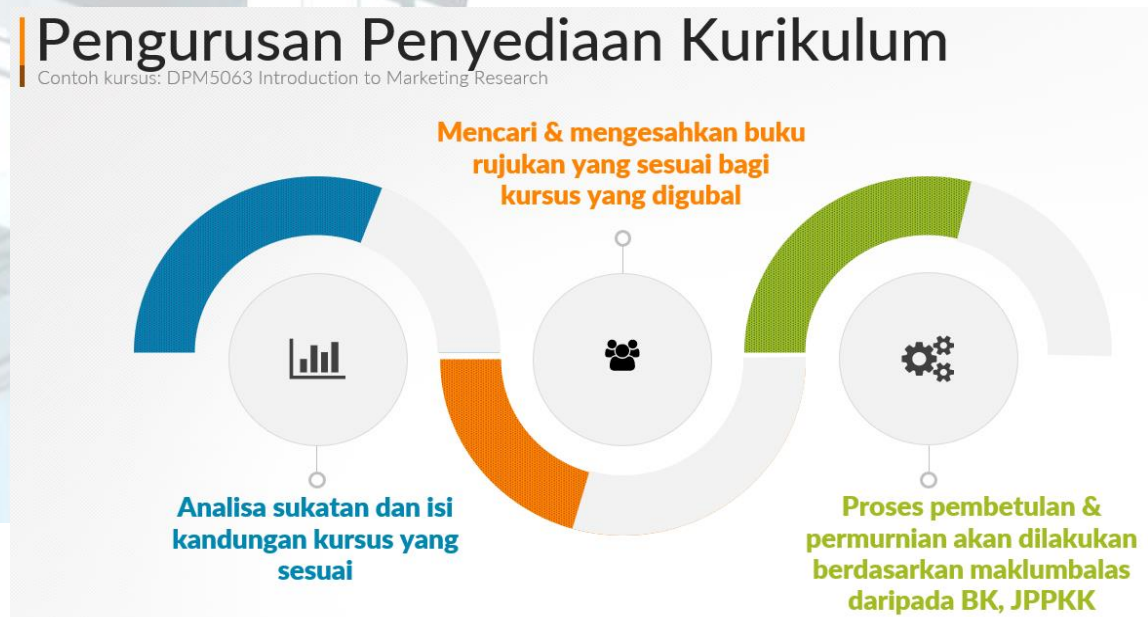 Pengurusan Penyediaan Kurikulum
Contoh kursus: DPM5063 Introduction to Marketing Research
Mencari & mengesahkan buku
rujukan yang sesuai bagi
kursus yang digubal
Analisa sukatan dan isi
kandungan kursus yang
sesuai
Proses pembetulan &
permurnian akan dilakukan
berdasarkan maklumbalas
daripada BK, JPPKK